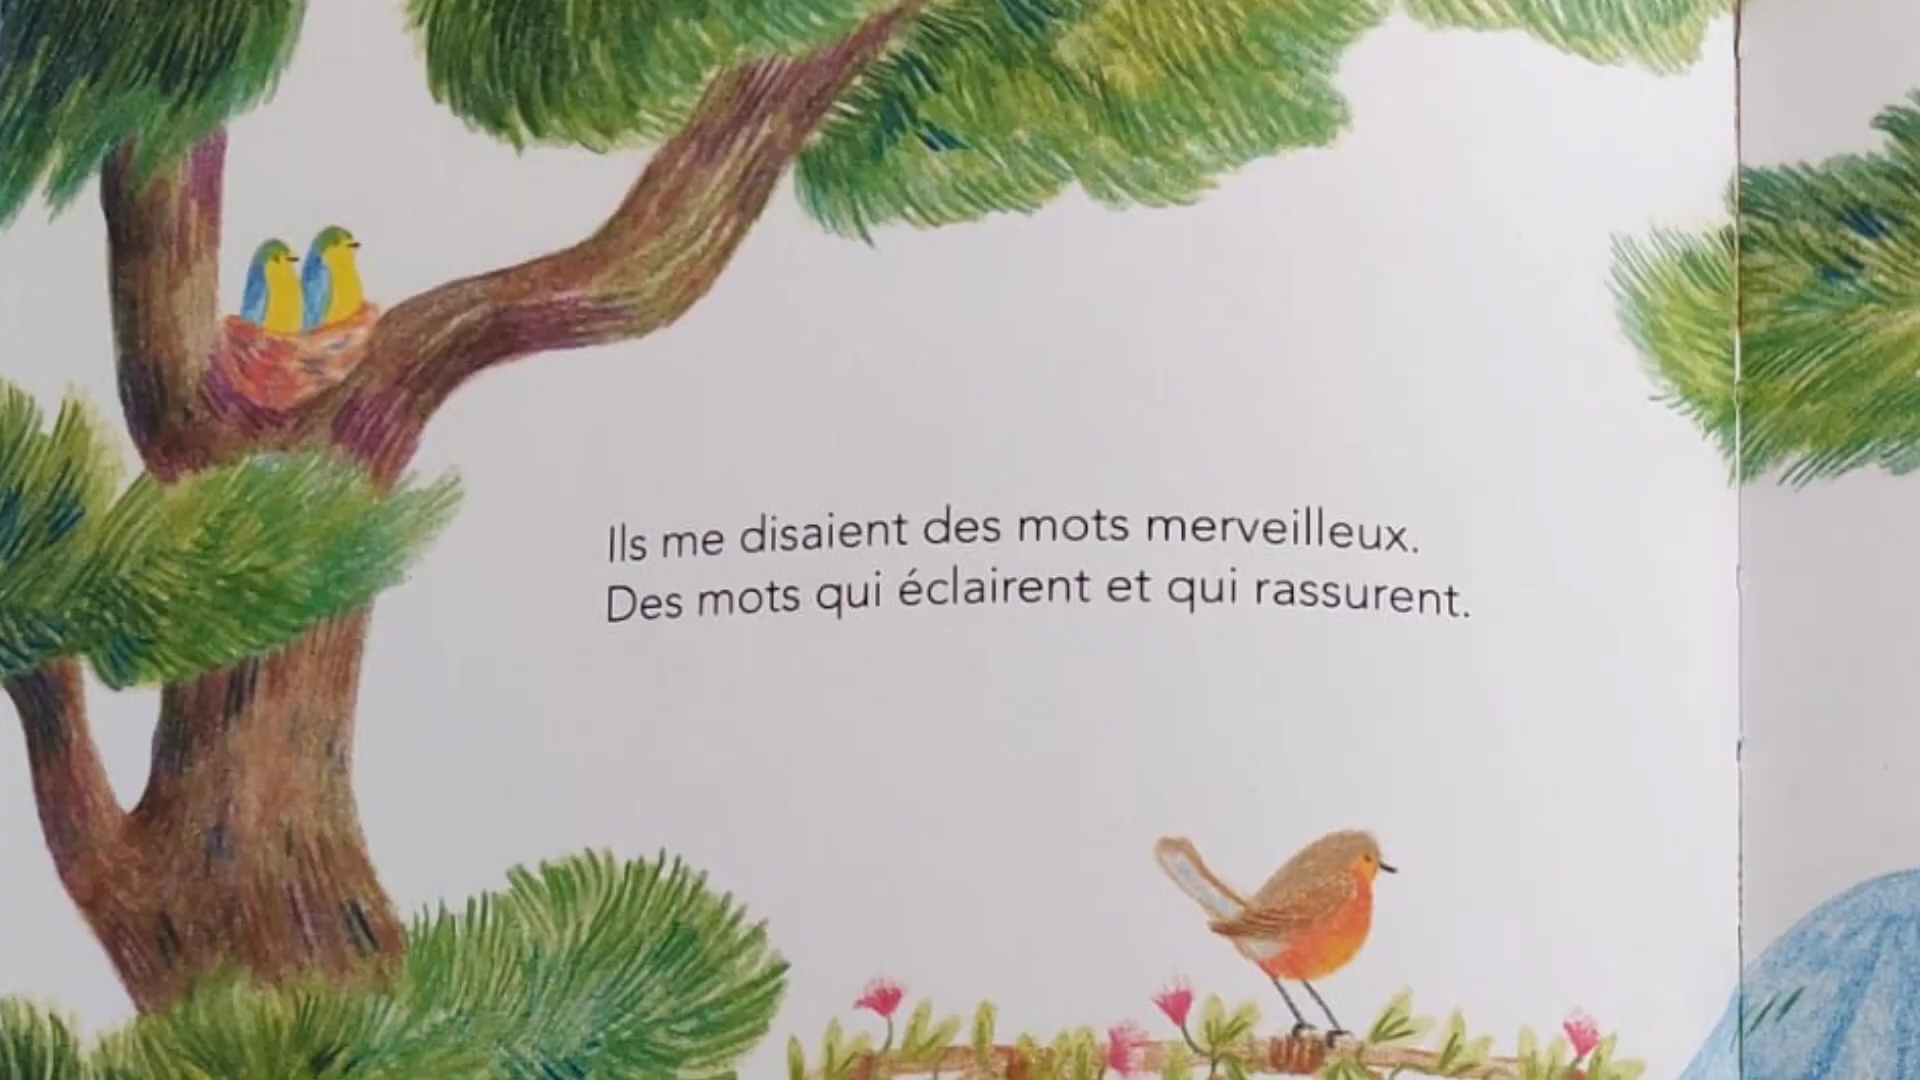 Ils me disaient des mots merveilleux.
Des mots qui éclairent et qui rassurent.